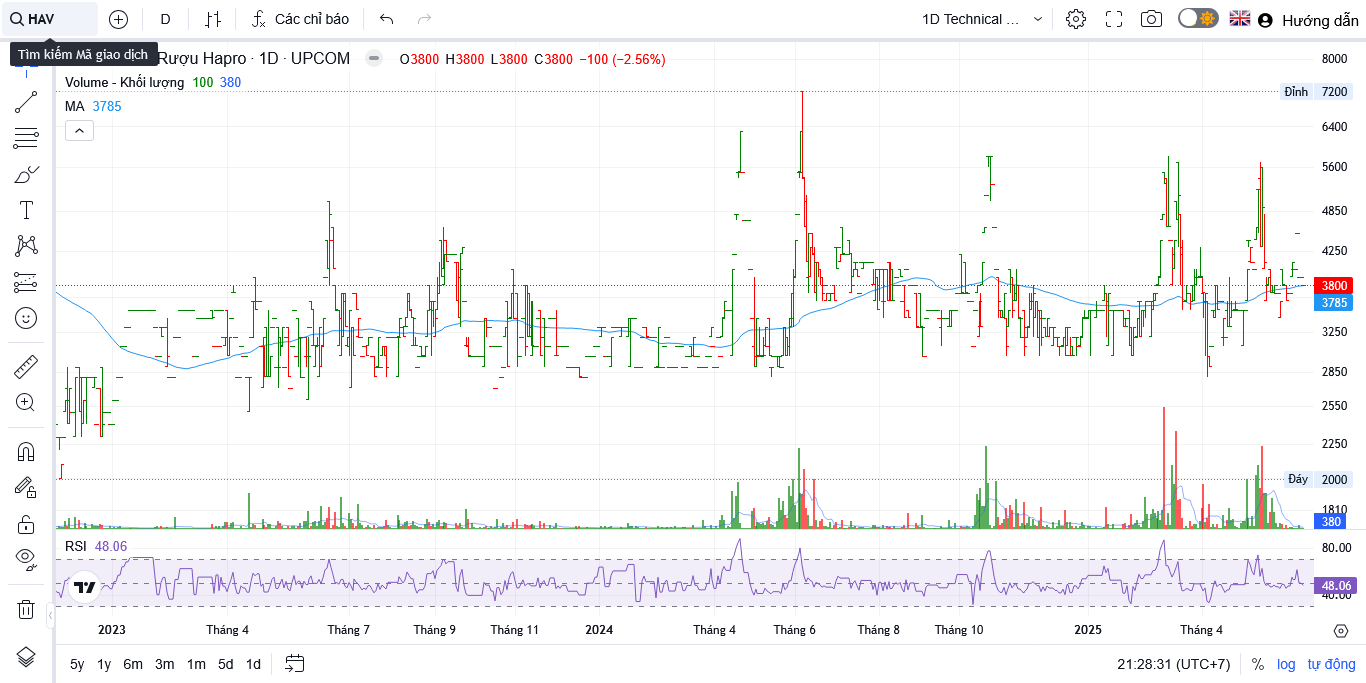 HAV
D
Các chỉ báo
1D Technical ...
Hướng dẫn
Tìm kiếm Mã giao dịch
Rượu Hapro · 1D · UPCOM
O3800 H3800 L3800 C3800 −100 (−2.56%)
Volume - Khối lượng 100 380
MA 3785
8000
Đỉnh 7200
6400
5600
4850
4250
3800
3785
3250
2850
2550
2250
Đáy 2000
1810
380
RSI 48.06
80.00
48.06
40.00
2023 Tháng 4 Tháng 7 Tháng 9 Tháng 11 2024 Tháng 4 Tháng 6 Tháng 8 Tháng 10 2025 Tháng 4
5y 1y 6m 3m 1m 5d 1d
21:28:31 (UTC+7) % log tự động